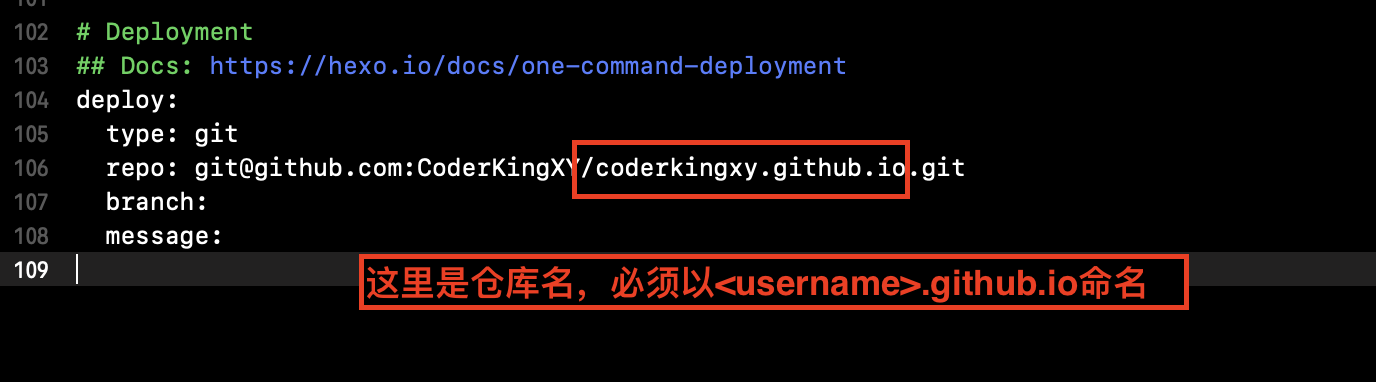 101
102 # Deployment
103 ## Docs: https://hexo.io/docs/one-command-deployment
104 deploy:
105   type: git
106   repo: git@github.com:CoderKingXY/coderkingxy.github.io.git
107   branch:
108   message:
109
这里是仓库名，必须以<username>.github.io命名